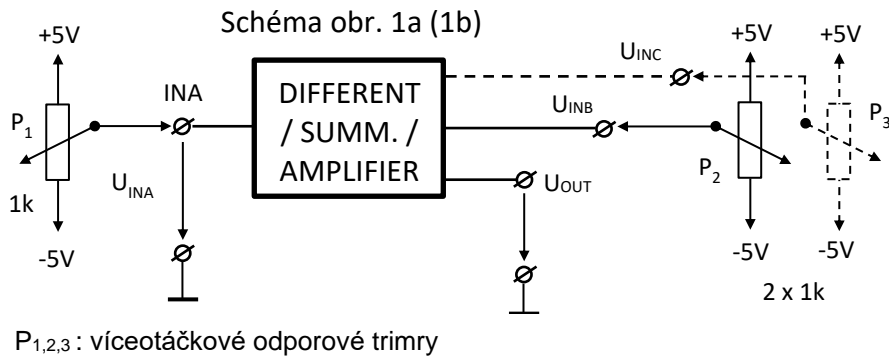 Schéma obr. 1a (1b)
+5V
+5V
+5V
UINC
INA
DIFFERENT
/ SUMM. /
AMPLIFIER
UINB
P1
P3
P2
UOUT
UINA
1k
-5V
-5V
-5V
2 x 1k
P1,2,3 : víceotáčkové odporové trimry